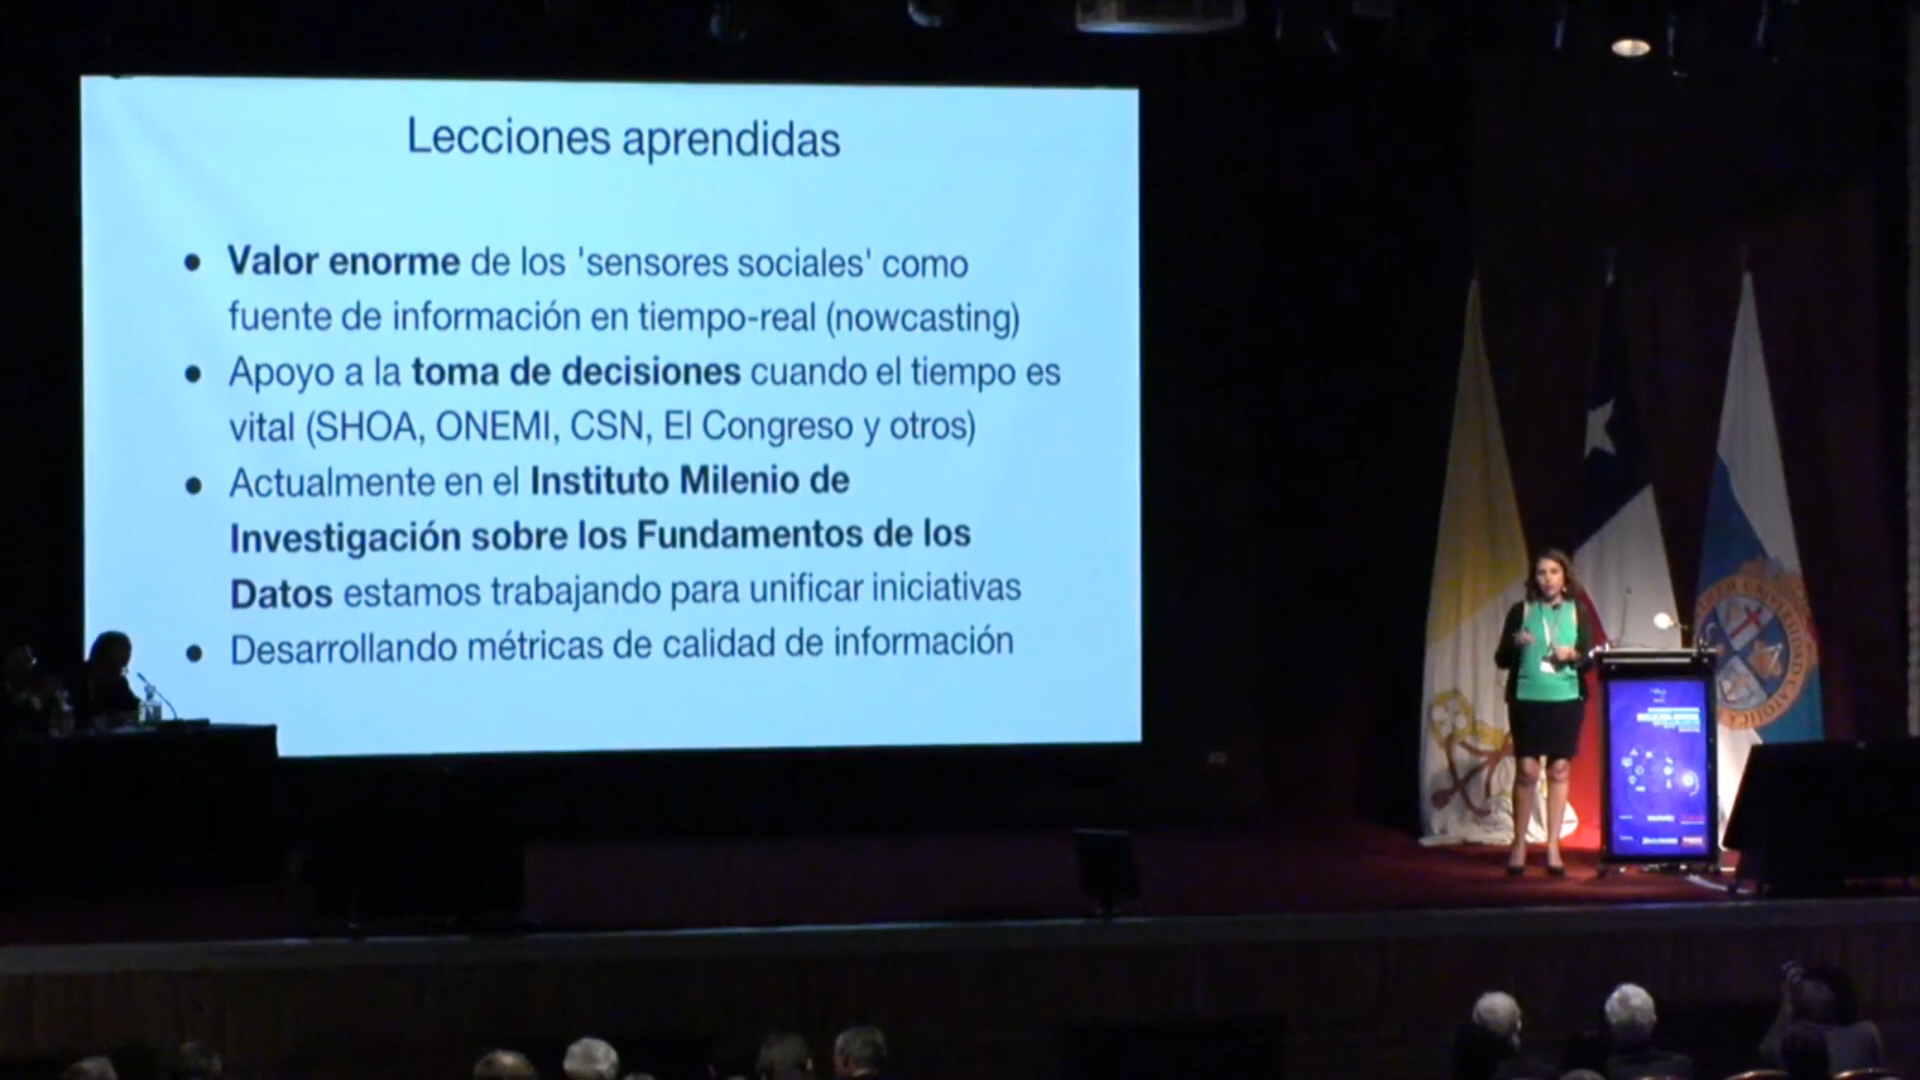 Lecciones aprendidas
● Valor enorme de los 'sensores sociales' como
fuente de información en tiempo-real (nowcasting)
● Apoyo a la toma de decisiones cuando el tiempo es
vital (SHOA, ONEMI, CSN, El Congreso y otros)
● Actualmente en el Instituto Milenio de
Investigación sobre los Fundamentos de los
Datos estamos trabajando para unificar iniciativas
● Desarrollando métricas de calidad de información